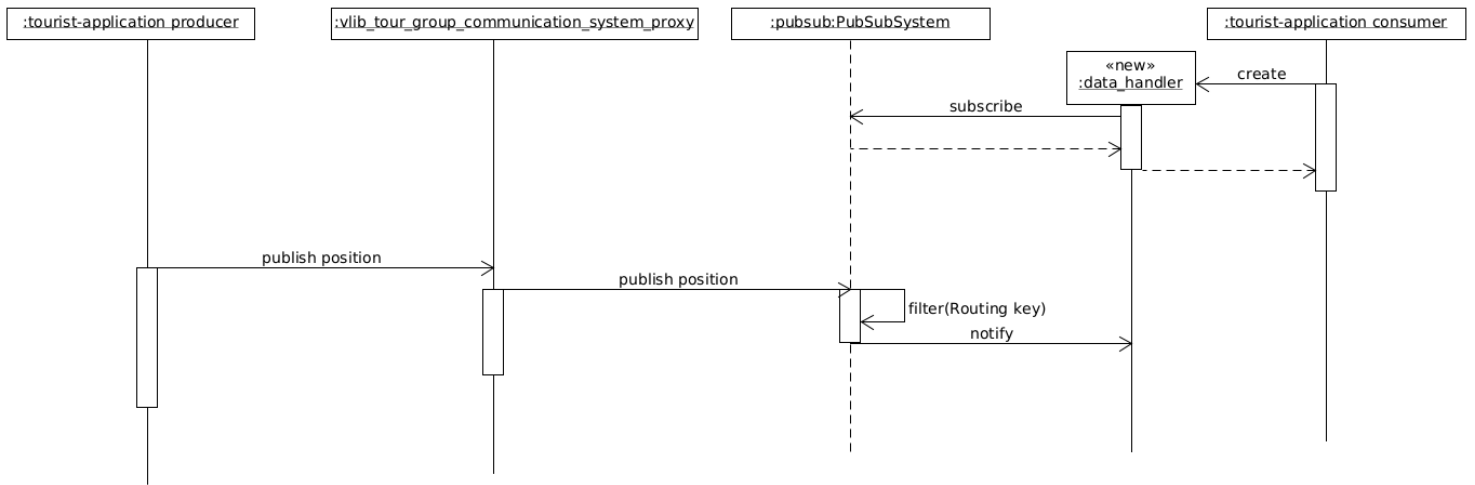 :tourist-application producer
:vlib_tour_group_communication_system_proxy
:pubsub:PubSubSystem
:tourist-application consumer
«new»
:data_handler
create
subscribe
publish position
publish position
filter(Routing key)
notify